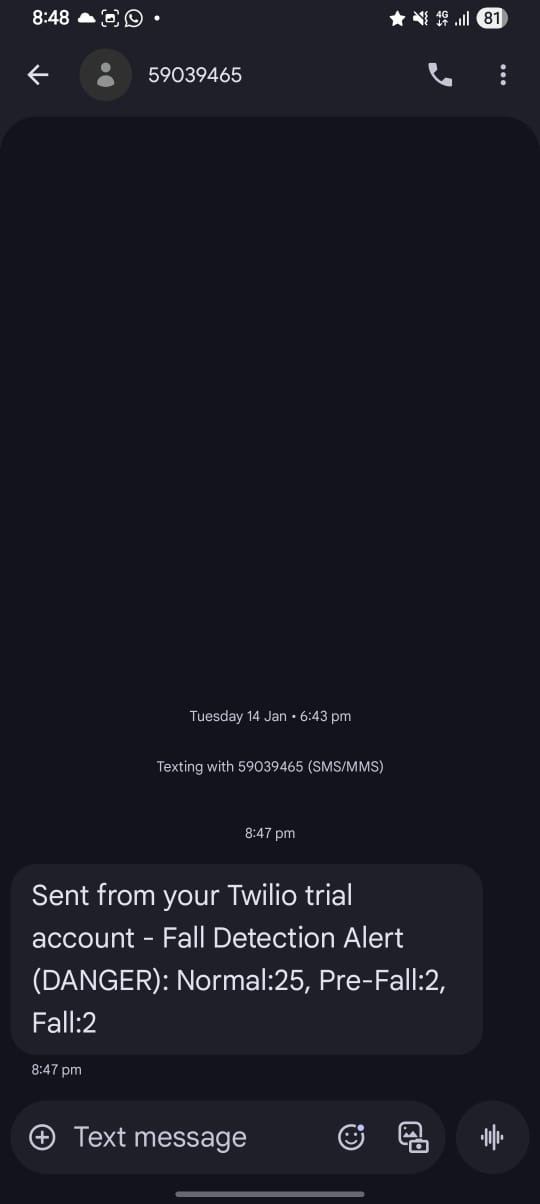 8:48
4G
81
59039465
Tuesday 14 Jan • 6:43 pm
Texting with 59039465 (SMS/MMS)
8:47 pm
Sent from your Twilio trial
account - Fall Detection Alert
(DANGER): Normal:25, Pre-Fall:2,
Fall:2
8:47 pm
Text message